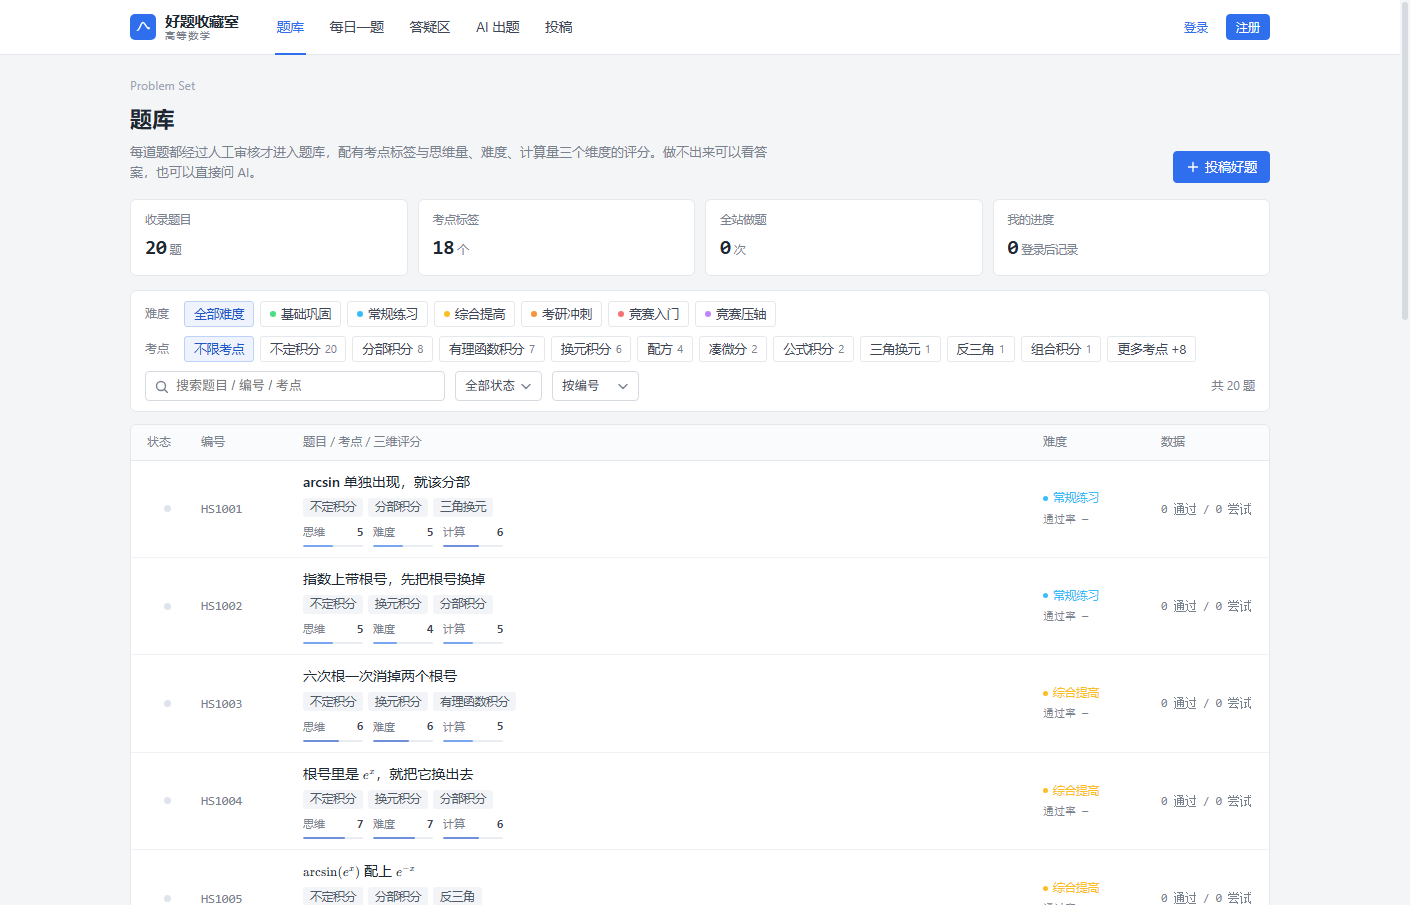 好题收藏室
高等数学
题库 每日一题 答疑区 AI 出题 投稿
登录 注册
Problem Set
题库
每道题都经过人工审核才进入题库，配有考点标签与思维量、难度、计算量三个维度的评分。做不出来可以看答
案，也可以直接问 AI。
+ 投稿好题
收录题目 考点标签 全站做题 我的进度
20 题 18 个 0 次 0 登录后记录
难度 全部难度 基础巩固 常规练习 综合提高 考研冲刺 竞赛入门 竞赛压轴
考点 不限考点 不定积分 20 分部积分 8 有理函数积分 7 换元积分 6 配方 4 凑微分 2 公式积分 2 三角换元 1 反三角 1 组合积分 1 更多考点 +8
搜索题目 / 编号 / 考点 全部状态 按编号 共 20 题
状态 编号 题目 / 考点 / 三维评分 难度 数据
arcsin 单独出现，就该分部
HS1001 不定积分 分部积分 三角换元 常规练习 0 通过 / 0 尝试
思维 5 难度 5 计算 6 通过率 —
指数上带根号，先把根号换掉
HS1002 不定积分 换元积分 分部积分 常规练习 0 通过 / 0 尝试
思维 5 难度 4 计算 5 通过率 —
六次根一次消掉两个根号
HS1003 不定积分 换元积分 有理函数积分 综合提高 0 通过 / 0 尝试
思维 6 难度 6 计算 5 通过率 —
根号里是 e^x，就把它换出去
HS1004 不定积分 换元积分 分部积分 综合提高 0 通过 / 0 尝试
思维 7 难度 7 计算 6 通过率 —
arcsin(e^x) 配上 e^{-x}
HS1005 不定积分 分部积分 反三角 综合提高 0 通过 / 0 尝试